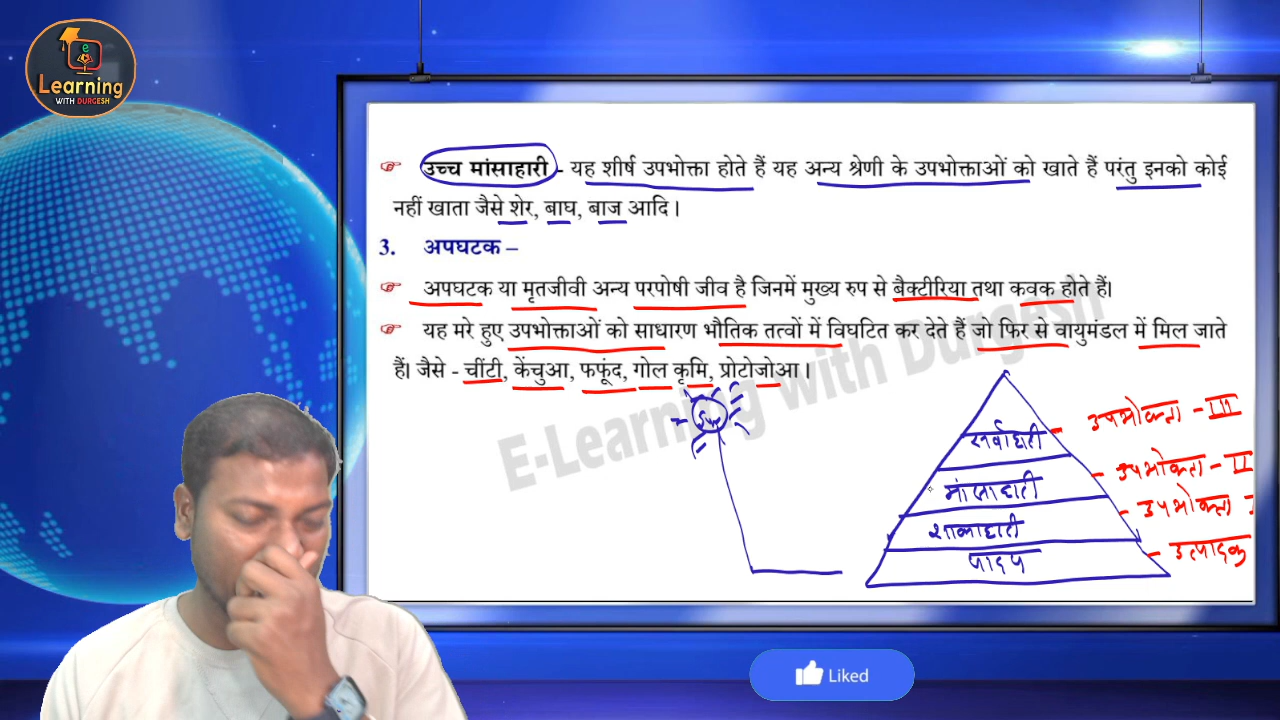 e
Learning
WITH DURGESH
☞ उच्च मांसाहारी - यह शीर्ष उपभोक्ता होते हैं यह अन्य श्रेणी के उपभोक्ताओं को खाते हैं परंतु इनको कोई
नहीं खाता जैसे शेर, बाघ, बाज आदि ।
3. अपघटक –
☞ अपघटक या मृतजीवी अन्य परपोषी जीव है जिनमें मुख्य रुप से बैक्टीरिया तथा कवक होते हैं।
☞ यह मरे हुए उपभोक्ताओं को साधारण भौतिक तत्वों में विघटित कर देते हैं जो फिर से वायुमंडल में मिल जाते
हैं। जैसे - चींटी, केंचुआ, फफूंद, गोल कृमि, प्रोटोजोआ ।
E-Learning with Durgesh
सर्वाहारी - उपभोक्ता - III
मांसाहारी - उपभोक्ता - II
शाकाहारी - उपभोक्ता
पादप - उत्पादक
Liked